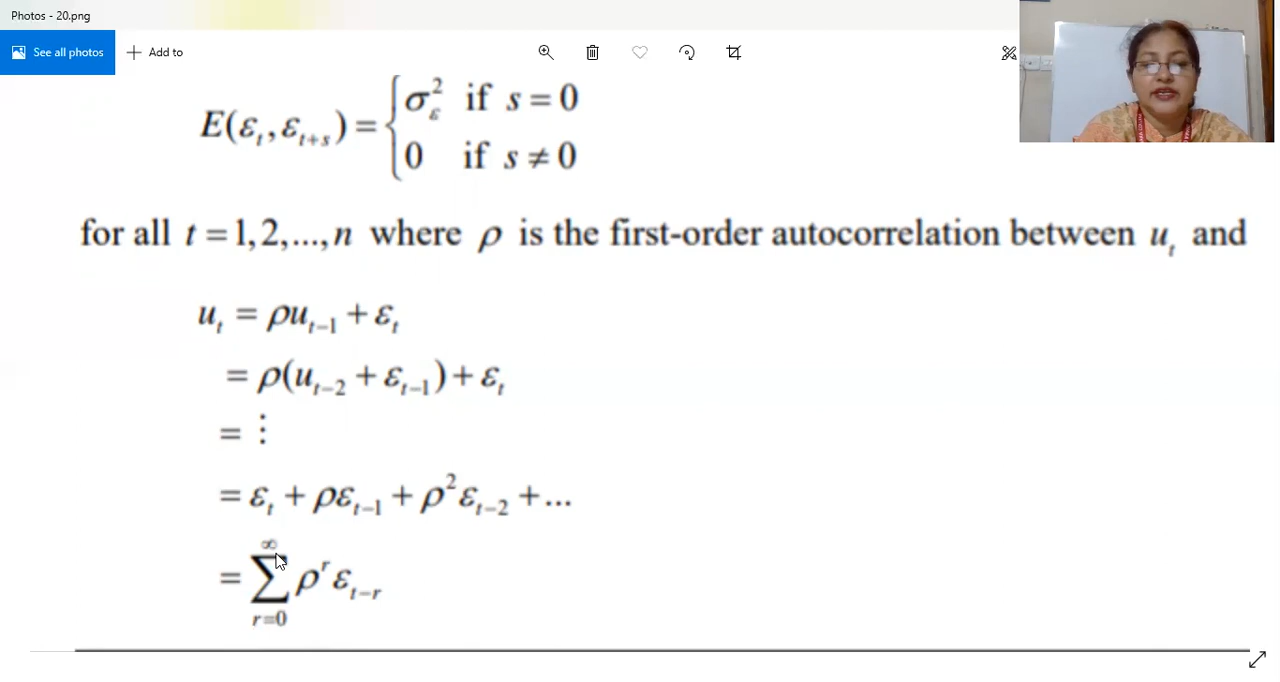 Photos - 20.png
See all photos
Add to
E(ε_t, ε_{t+s}) = { σ_ε^2 if s = 0
0 if s ≠ 0
for all t = 1, 2, ..., n where ρ is the first-order autocorrelation between u_t and
u_t = ρu_{t-1} + ε_t
= ρ(u_{t-2} + ε_{t-1}) + ε_t
= ⋮
= ε_t + ρε_{t-1} + ρ^2 ε_{t-2} + ...
= ∑_{r=0}^{∞} ρ^r ε_{t-r}